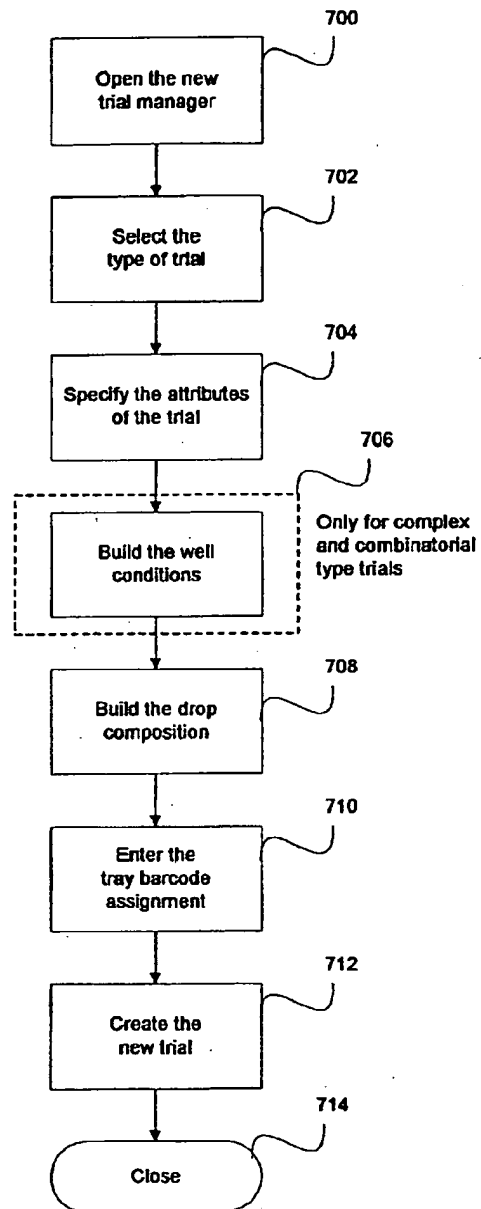 700
Open the new
trial manager
702
Select the
type of trial
704
Specify the attributes
of the trial
706
Only for complex
and combinatorial
type trials
Build the well
conditions
708
Build the drop
composition
710
Enter the
tray barcode
assignment
712
Create the
new trial
714
Close